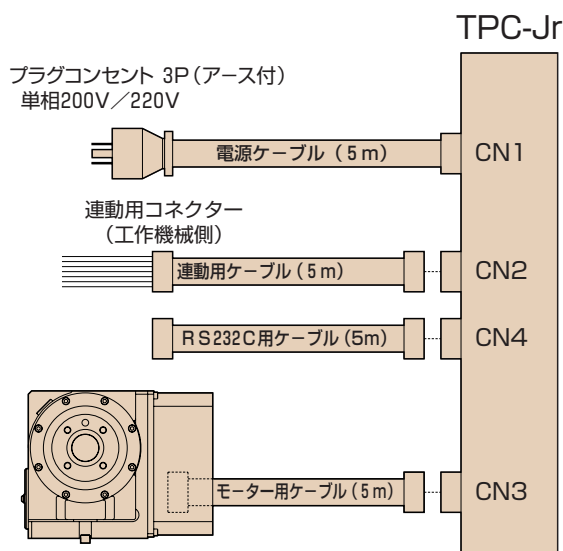 TPC-Jr
プラグコンセント 3P(アース付)
単相200V／220V
電源ケーブル（5m）
CN1
連動用コネクター
（工作機械側）
連動用ケーブル（5m）
CN2
RS232C用ケーブル（5m）
CN4
モーター用ケーブル（5m）
CN3